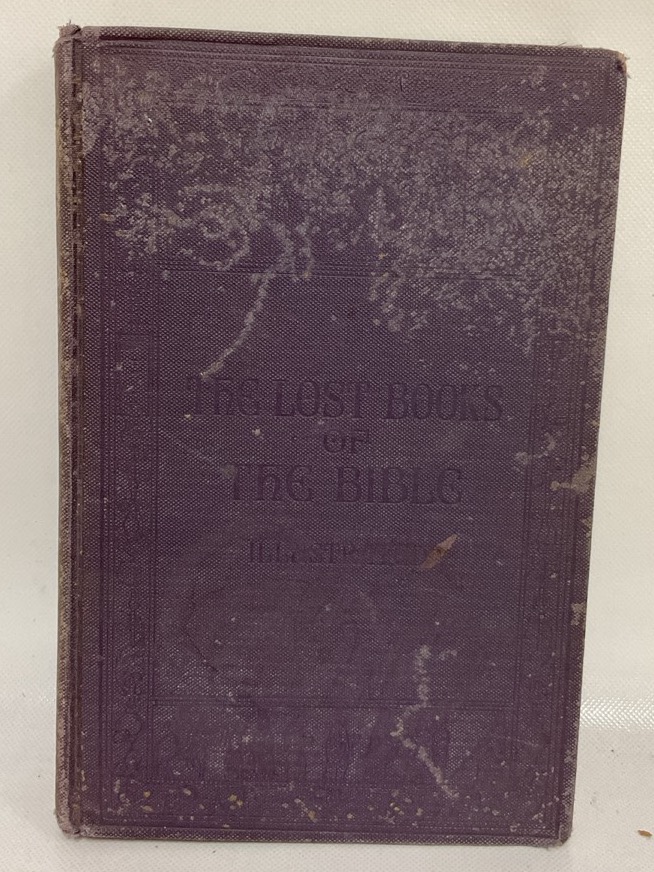 THE LOST BOOKS
OF
THE BIBLE
ILLUSTRATED